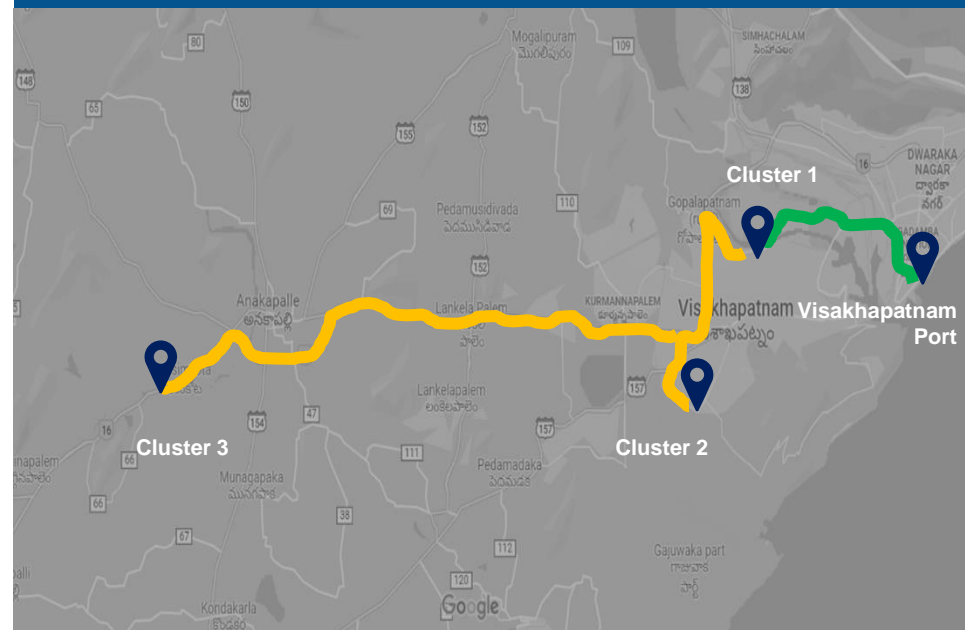 Mogalipuram
మొగలిపురం
SIMHACHALAM
సింహాచలం
80
109
148
138
65
150
155
152
16
DWARAKA
NAGAR
ద్వారకా
నగర్
Cluster 1
69
Pedamusidivada
110
Gopalapatnam
152
Anakapalle
అనకాపల్లి
Lankela Palem
పాలెం
KURMANNAPALEM
కూర్మన్నపాలెం
Visakhapatnam
Port
157
Lankelapalem
లంకెలపాలెం
47
16
154
157
Cluster 3
Cluster 2
111
66
Munagapaka
మునగపాక
Pedamadaka
పెదమడక
66
38
67
112
Gajuwaka part
గాజువాక
పార్ట్
120
Google
Kondakarla
కొండకర్ల